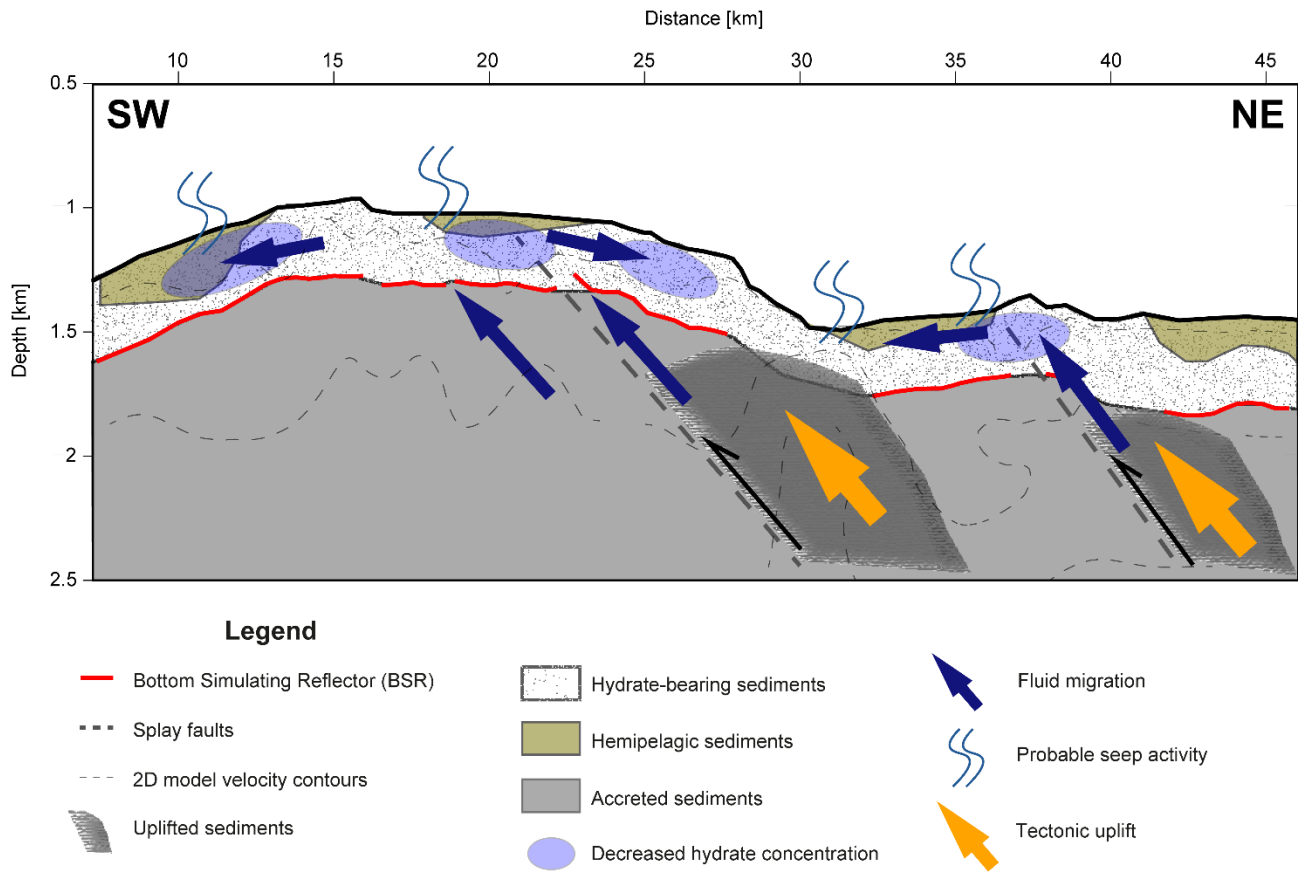 Distance [km]
10 15 20 25 30 35 40 45
0.5
SW NE
1
1.5
Depth [km]
2
2.5
Legend
Bottom Simulating Reflector (BSR)
Splay faults
2D model velocity contours
Uplifted sediments
Hydrate-bearing sediments
Hemipelagic sediments
Accreted sediments
Decreased hydrate concentration
Fluid migration
Probable seep activity
Tectonic uplift